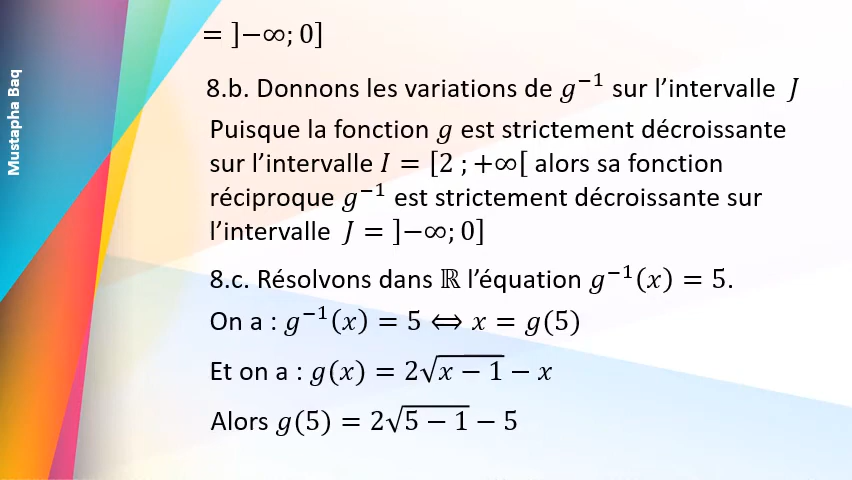 Mustapha Baq
= ]−∞; 0]
8.b. Donnons les variations de g⁻¹ sur l’intervalle J
Puisque la fonction g est strictement décroissante
sur l’intervalle I = [2 ; +∞[ alors sa fonction
réciproque g⁻¹ est strictement décroissante sur
l’intervalle J = ]−∞; 0]
8.c. Résolvons dans ℝ l’équation g⁻¹(x) = 5.
On a : g⁻¹(x) = 5 ⟺ x = g(5)
Et on a : g(x) = 2√(x − 1) − x
Alors g(5) = 2√(5 − 1) − 5